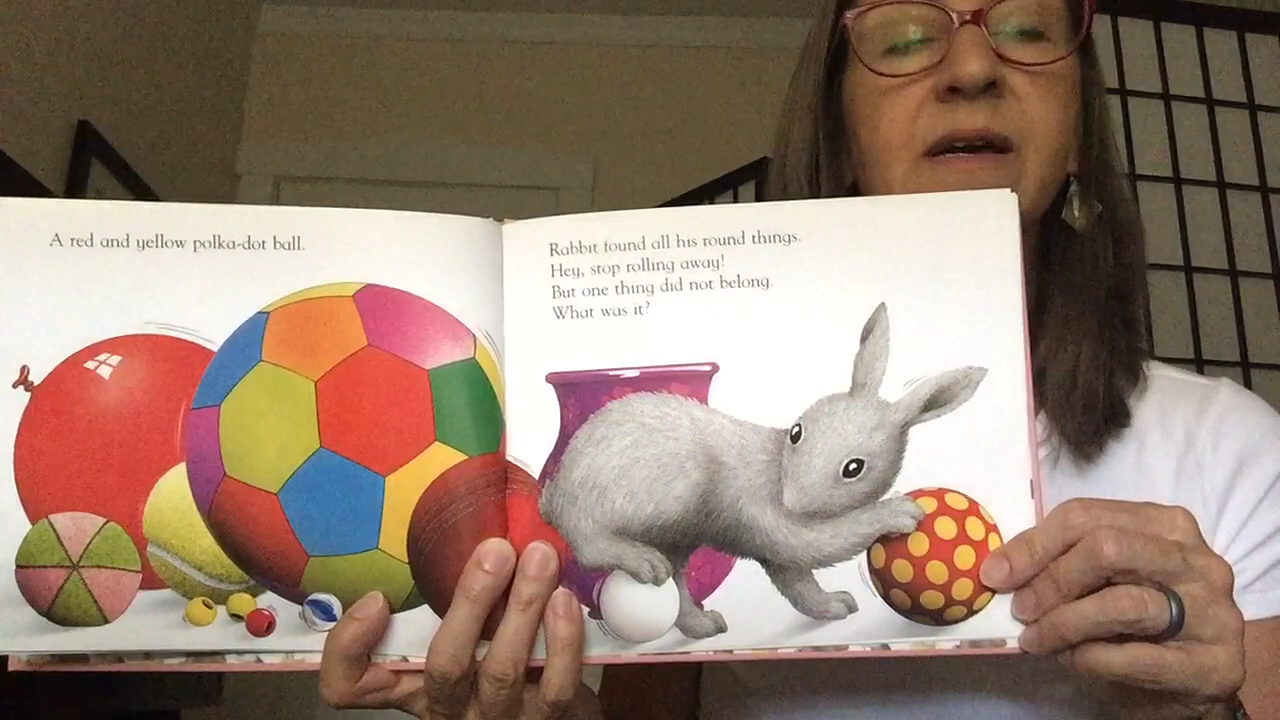 A red and yellow polka-dot ball.
Rabbit found all his round things.
Hey, stop rolling away!
But one thing did not belong.
What was it?